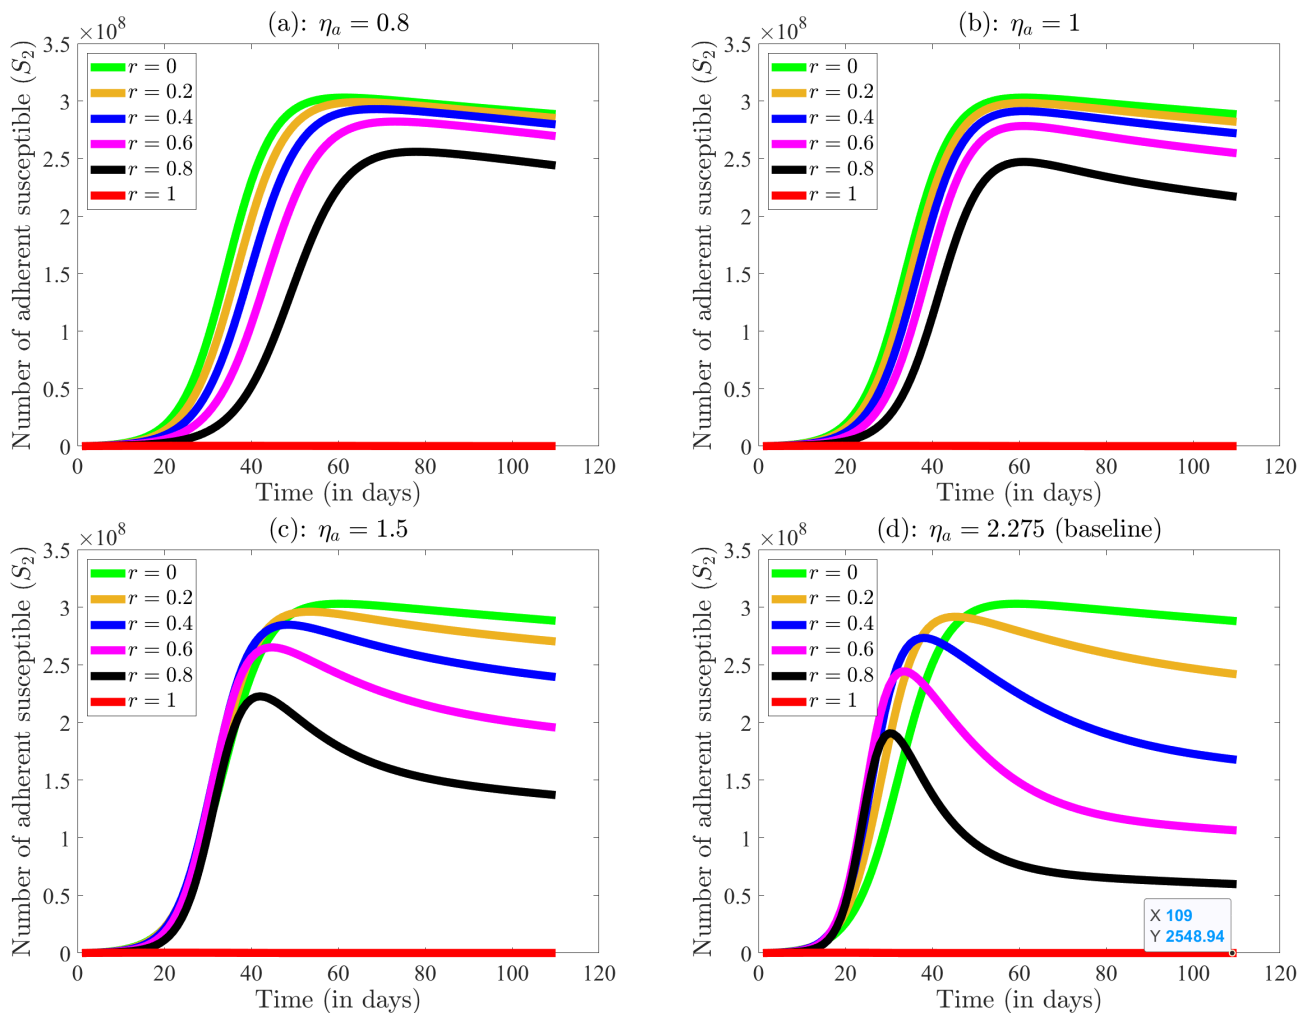 (a): ηₐ = 0.8
×10⁸
3.5
3
2.5
2
1.5
1
0.5
0
Number of adherent susceptible (S₂)
r = 0
r = 0.2
r = 0.4
r = 0.6
r = 0.8
r = 1
0 20 40 60 80 100 120
Time (in days)
(b): ηₐ = 1
×10⁸
3.5
3
2.5
2
1.5
1
0.5
0
Number of adherent susceptible (S₂)
r = 0
r = 0.2
r = 0.4
r = 0.6
r = 0.8
r = 1
0 20 40 60 80 100 120
Time (in days)
(c): ηₐ = 1.5
×10⁸
3.5
3
2.5
2
1.5
1
0.5
0
Number of adherent susceptible (S₂)
r = 0
r = 0.2
r = 0.4
r = 0.6
r = 0.8
r = 1
0 20 40 60 80 100 120
Time (in days)
(d): ηₐ = 2.275 (baseline)
×10⁸
3.5
3
2.5
2
1.5
1
0.5
0
Number of adherent susceptible (S₂)
r = 0
r = 0.2
r = 0.4
r = 0.6
r = 0.8
r = 1
X 109
Y 2548.94
0 20 40 60 80 100 120
Time (in days)